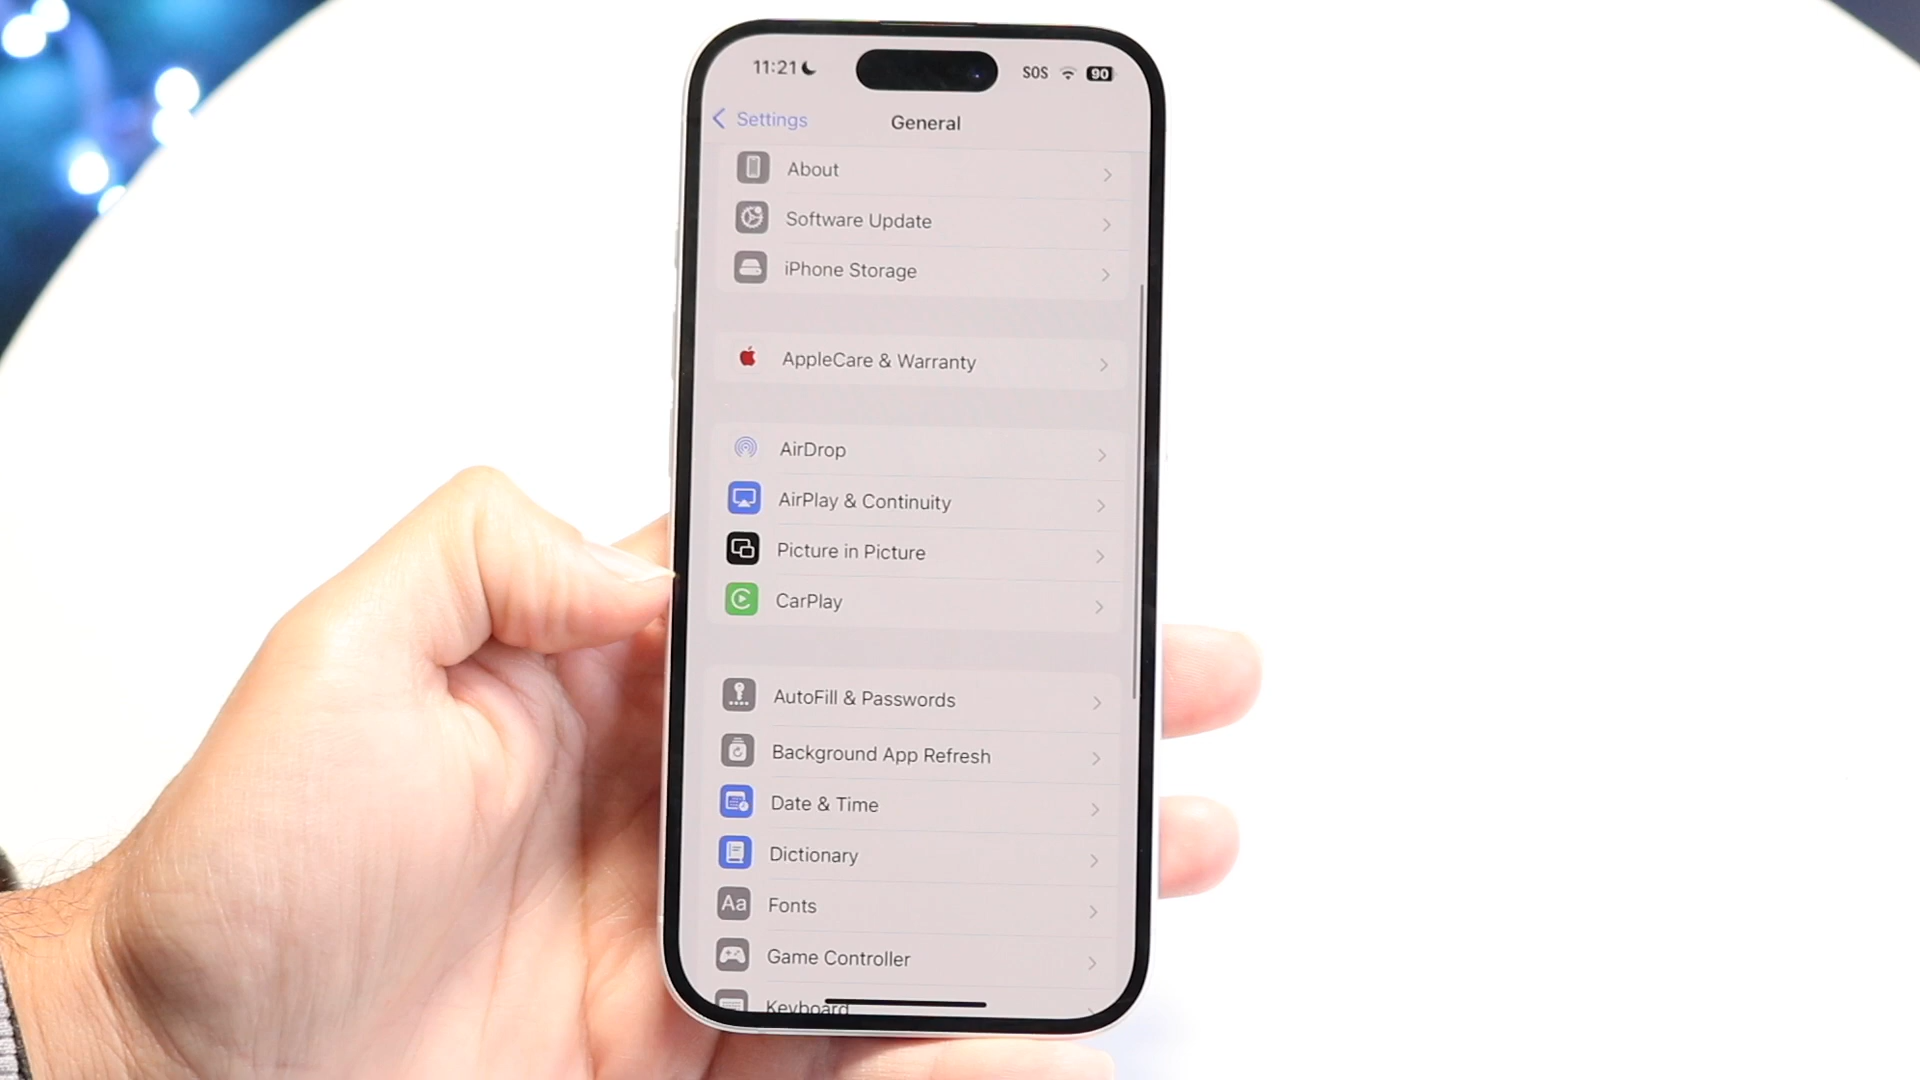 11:21
SOS
90
Settings
General
About
Software Update
iPhone Storage
AppleCare & Warranty
AirDrop
AirPlay & Continuity
Picture in Picture
CarPlay
AutoFill & Passwords
Background App Refresh
Date & Time
Dictionary
Aa
Fonts
Game Controller
Keyboard